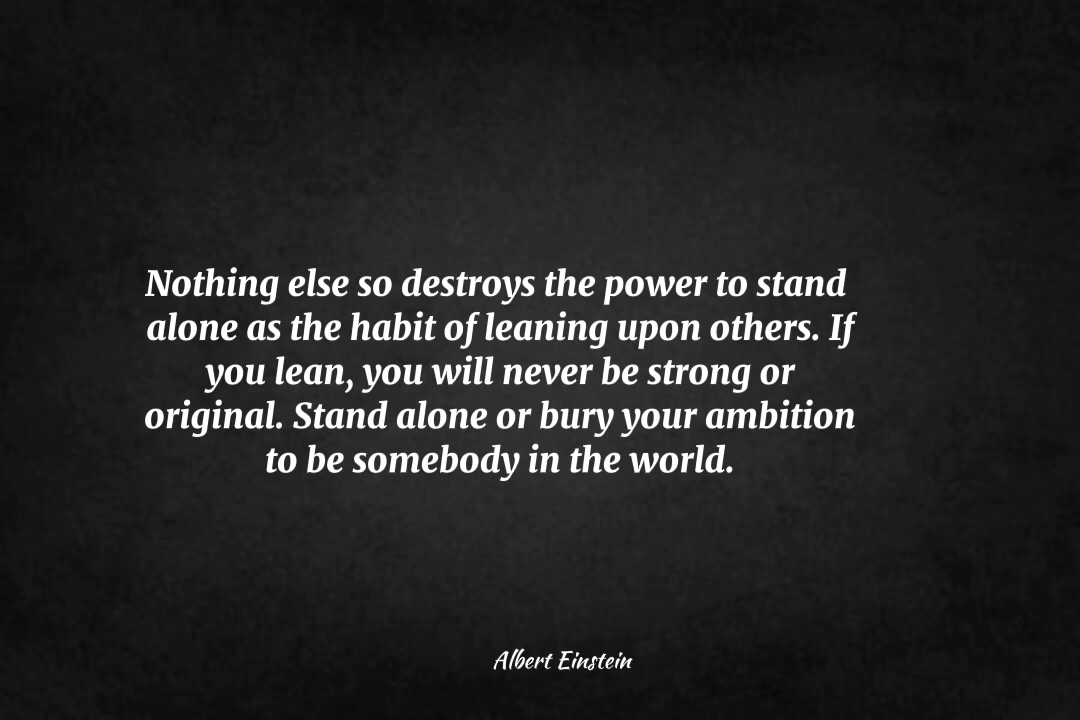 Nothing else so destroys the power to stand
alone as the habit of leaning upon others. If
you lean, you will never be strong or
original. Stand alone or bury your ambition
to be somebody in the world.
Albert Einstein